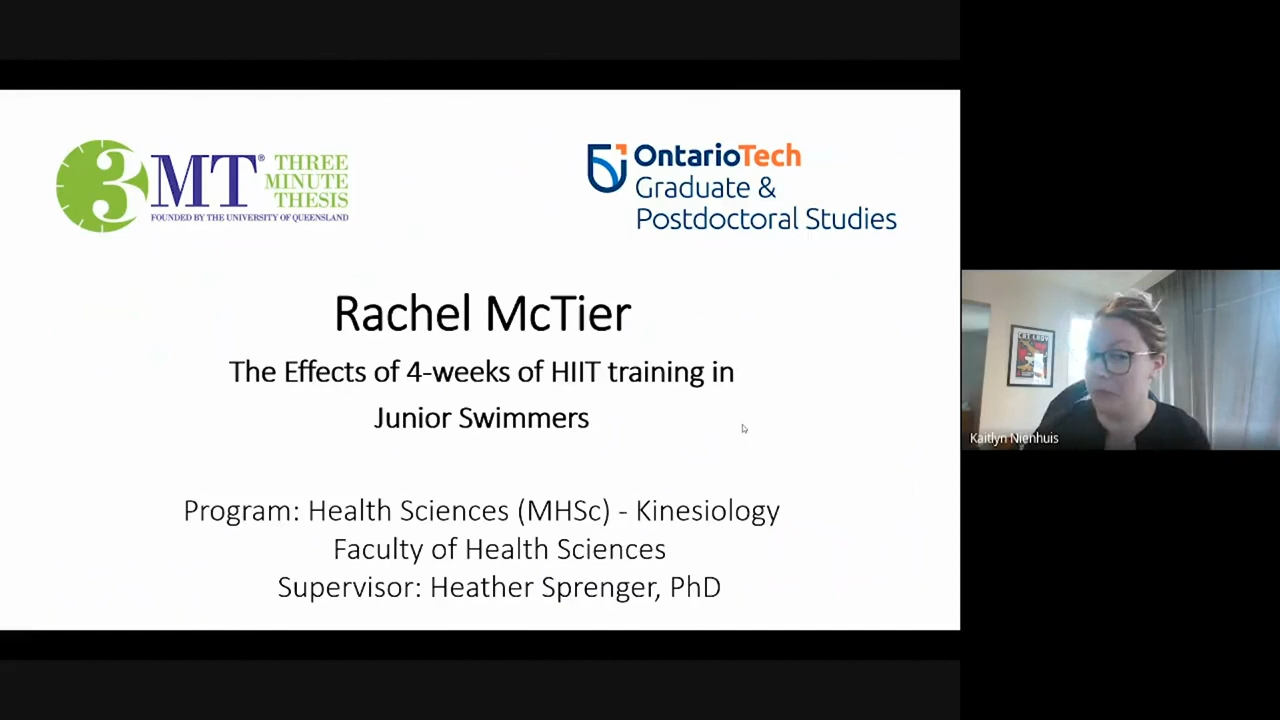 3MT® THREE
MINUTE
THESIS
FOUNDED BY THE UNIVERSITY OF QUEENSLAND
OntarioTech
Graduate &
Postdoctoral Studies
Rachel McTier
The Effects of 4-weeks of HIIT training in
Junior Swimmers
Program: Health Sciences (MHSc) - Kinesiology
Faculty of Health Sciences
Supervisor: Heather Sprenger, PhD
CAT LADY
Kaitlyn Nienhuis